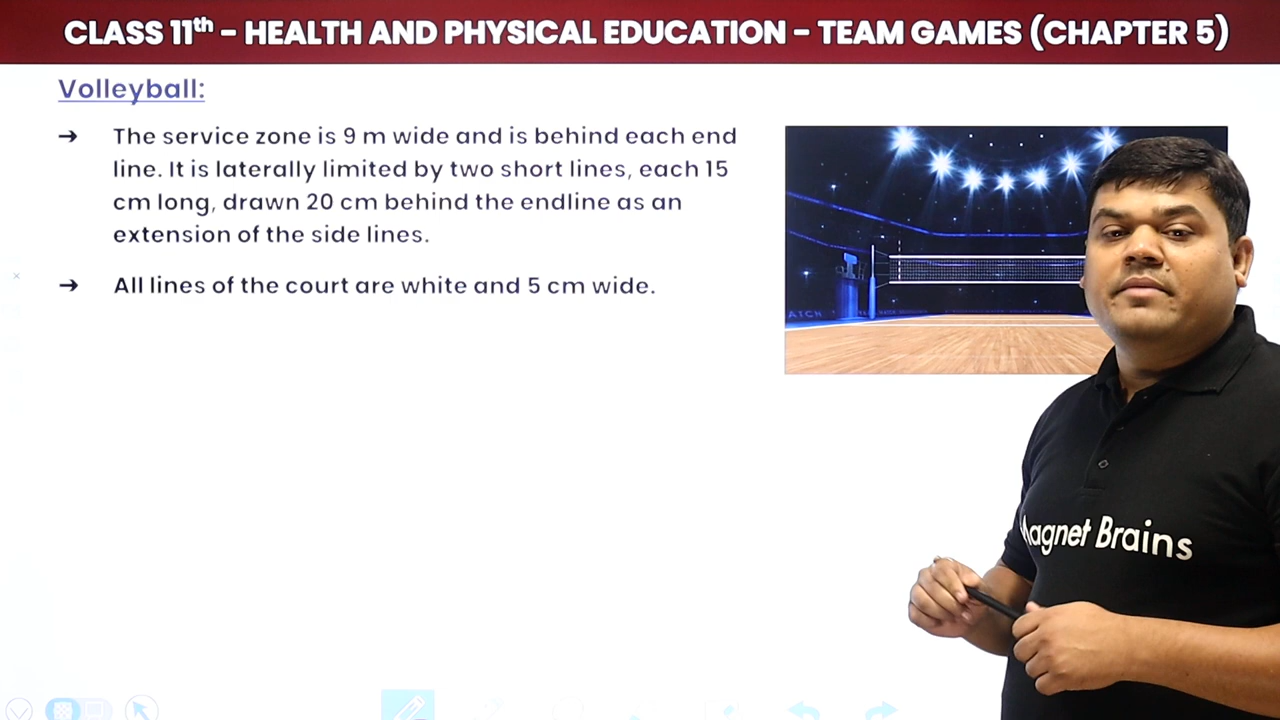 CLASS 11th – HEALTH AND PHYSICAL EDUCATION – TEAM GAMES (CHAPTER 5)
Volleyball:
→ The service zone is 9 m wide and is behind each end
line. It is laterally limited by two short lines, each 15
cm long, drawn 20 cm behind the endline as an
extension of the side lines.
→ All lines of the court are white and 5 cm wide.
Magnet Brains